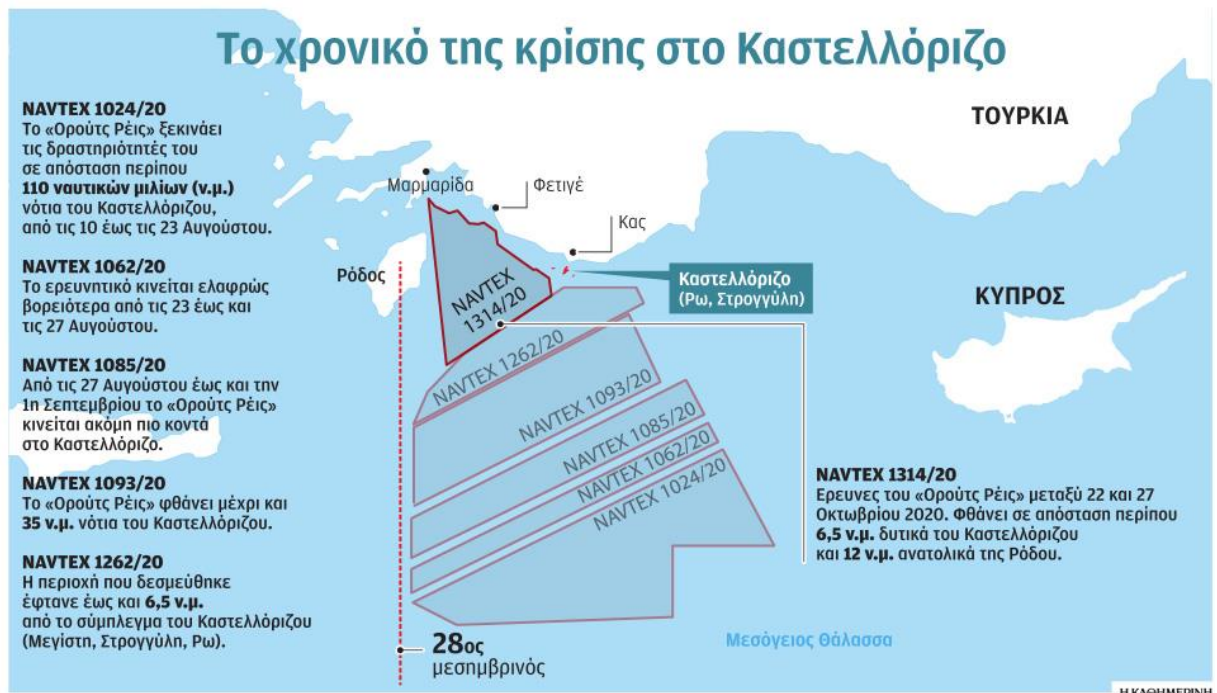 Το χρονικό της κρίσης στο Καστελλόριζο
NAVTEX 1024/20
Το «Ορούτς Ρέις» ξεκινάει
τις δραστηριότητές του
σε απόσταση περίπου
110 ναυτικών μιλίων (ν.μ.)
νότια του Καστελλόριζου,
από τις 10 έως τις 23 Αυγούστου.
NAVTEX 1062/20
Το ερευνητικό κινείται ελαφρώς
βορειότερα από τις 23 έως και
τις 27 Αυγούστου.
NAVTEX 1085/20
Από τις 27 Αυγούστου έως και την
1η Σεπτεμβρίου το «Ορούτς Ρέις»
κινείται ακόμη πιο κοντά
στο Καστελλόριζο.
NAVTEX 1093/20
Το «Ορούτς Ρέις» φθάνει μέχρι και
35 ν.μ. νότια του Καστελλόριζου.
NAVTEX 1262/20
Η περιοχή που δεσμεύθηκε
έφτανε έως και 6,5 ν.μ.
από το σύμπλεγμα του Καστελλόριζου
(Μεγίστη, Στρογγύλη, Ρω).
ΤΟΥΡΚΙΑ
Μαρμαρίδα
Φετιγέ
Κας
Ρόδος
Καστελλόριζο
(Ρω, Στρογγύλη)
ΚΥΠΡΟΣ
NAVTEX
1314/20
NAVTEX 1262/20
NAVTEX 1093/20
NAVTEX 1085/20
NAVTEX 1062/20
NAVTEX 1024/20
NAVTEX 1314/20
Ερευνες του «Ορούτς Ρέις» μεταξύ 22 και 27
Οκτωβρίου 2020. Φθάνει σε απόσταση περίπου
6,5 ν.μ. δυτικά του Καστελλόριζου
και 12 ν.μ. ανατολικά της Ρόδου.
28ος
μεσημβρινός
Μεσόγειος Θάλασσα
Η ΚΑΘΗΜΕΡΙΝΗ